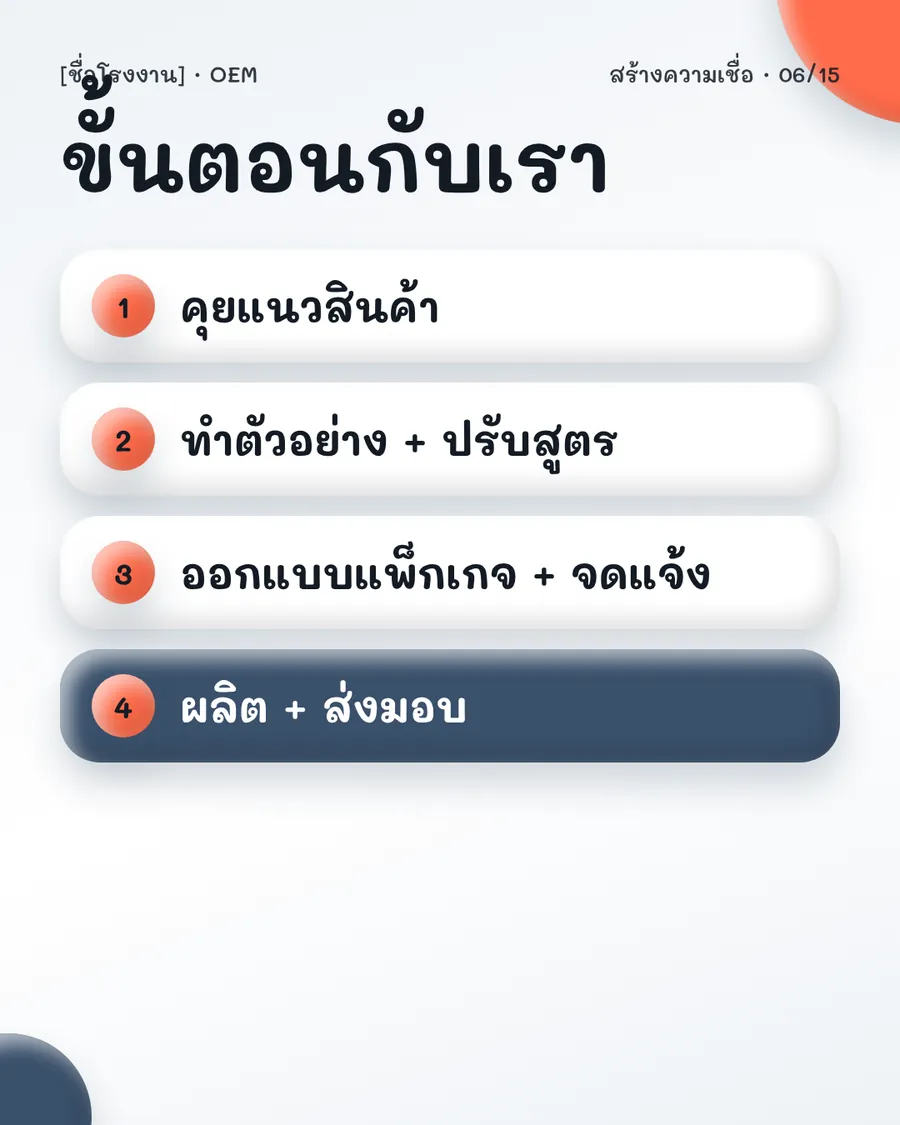 [ชื่อโรงงาน] · OEM
สร้างความเชื่อ · 06/15
ขั้นตอนกับเรา
1 คุยแนวสินค้า
2 ทำตัวอย่าง + ปรับสูตร
3 ออกแบบแพ็กเกจ + จดแจ้ง
4 ผลิต + ส่งมอบ